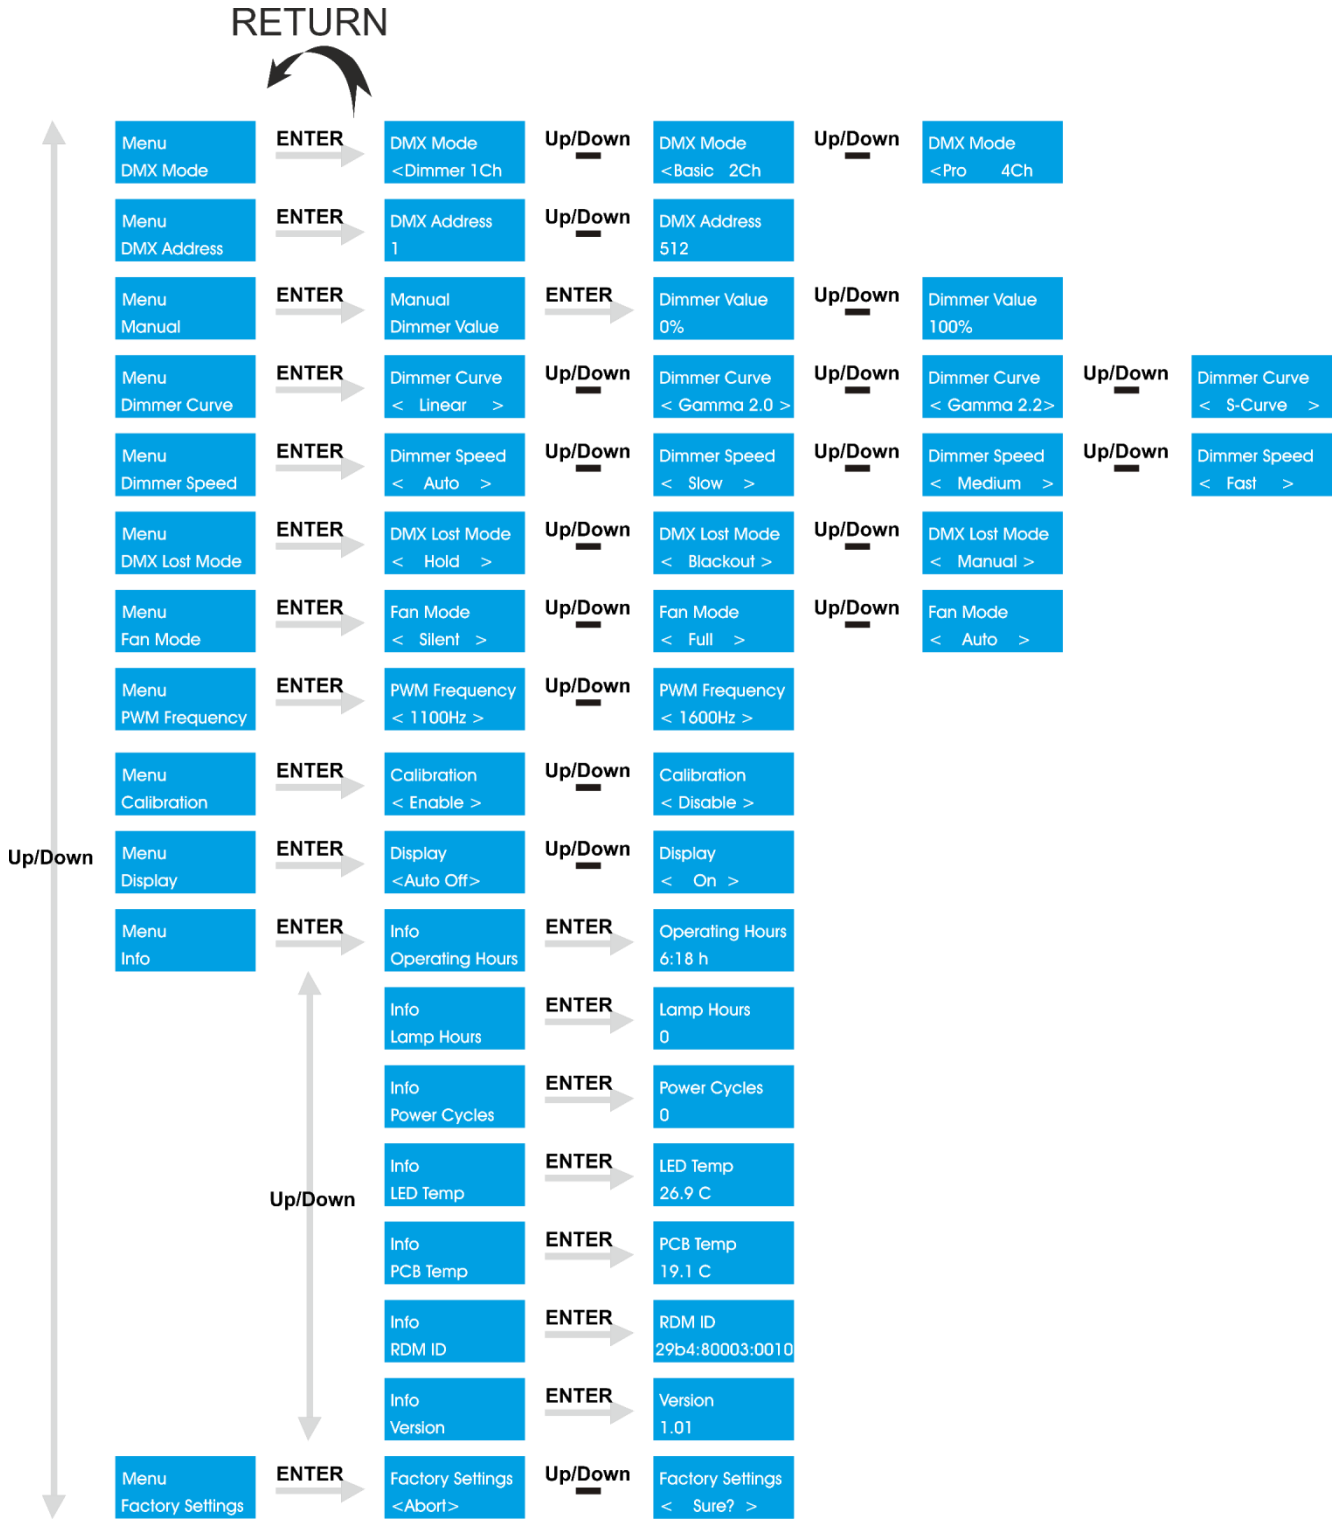 RETURN
Menu
DMX Mode
ENTER
DMX Mode
<Dimmer 1Ch
Up/Down
DMX Mode
<Basic 2Ch
Up/Down
DMX Mode
<Pro 4Ch
Menu
DMX Address
ENTER
DMX Address
1
Up/Down
DMX Address
512
Menu
Manual
ENTER
Manual
Dimmer Value
ENTER
Dimmer Value
0%
Up/Down
Dimmer Value
100%
Menu
Dimmer Curve
ENTER
Dimmer Curve
< Linear >
Up/Down
Dimmer Curve
< Gamma 2.0 >
Up/Down
Dimmer Curve
< Gamma 2.2>
Up/Down
Dimmer Curve
< S-Curve >
Menu
Dimmer Speed
ENTER
Dimmer Speed
< Auto >
Up/Down
Dimmer Speed
< Slow >
Up/Down
Dimmer Speed
< Medium >
Up/Down
Dimmer Speed
< Fast >
Menu
DMX Lost Mode
ENTER
DMX Lost Mode
< Hold >
Up/Down
DMX Lost Mode
< Blackout >
Up/Down
DMX Lost Mode
< Manual >
Menu
Fan Mode
ENTER
Fan Mode
< Silent >
Up/Down
Fan Mode
< Full >
Up/Down
Fan Mode
< Auto >
Menu
PWM Frequency
ENTER
PWM Frequency
< 1100Hz >
Up/Down
PWM Frequency
< 1600Hz >
Menu
Calibration
ENTER
Calibration
< Enable >
Up/Down
Calibration
< Disable >
Up/Down
Menu
Display
ENTER
Display
<Auto Off>
Up/Down
Display
< On >
Menu
Info
ENTER
Info
Operating Hours
ENTER
Operating Hours
6:18 h
Info
Lamp Hours
ENTER
Lamp Hours
0
Info
Power Cycles
ENTER
Power Cycles
0
Up/Down
Info
LED Temp
ENTER
LED Temp
26.9 C
Info
PCB Temp
ENTER
PCB Temp
19.1 C
Info
RDM ID
ENTER
RDM ID
29b4:80003:0010
Info
Version
ENTER
Version
1.01
Menu
Factory Settings
ENTER
Factory Settings
<Abort>
Up/Down
Factory Settings
< Sure? >